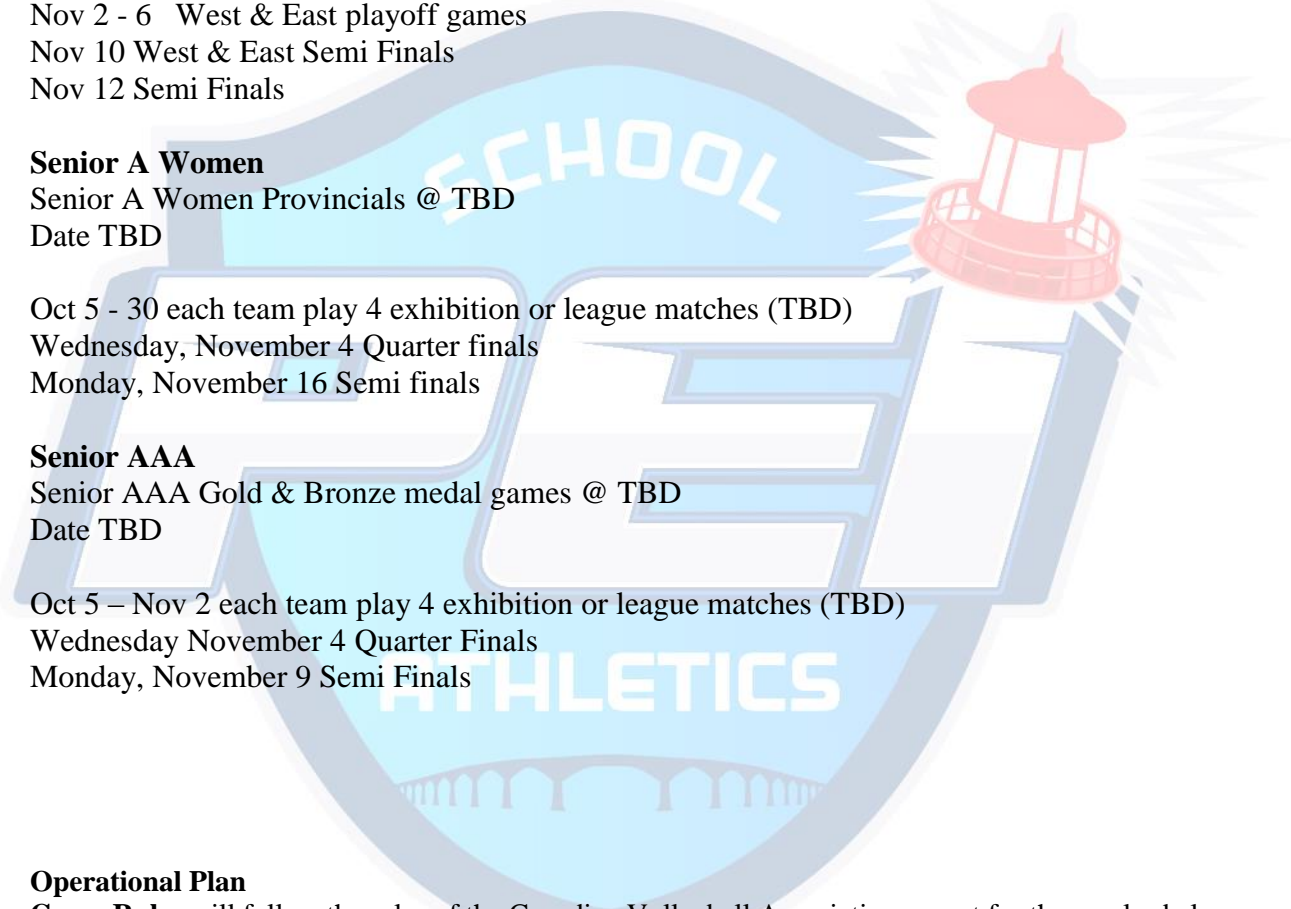 Nov 2 - 6 West & East playoff games
Nov 10 West & East Semi Finals
Nov 12 Semi Finals
Senior A Women
Senior A Women Provincials @ TBD
Date TBD
Oct 5 - 30 each team play 4 exhibition or league matches (TBD)
Wednesday, November 4 Quarter finals
Monday, November 16 Semi finals
Senior AAA
Senior AAA Gold & Bronze medal games @ TBD
Date TBD
Oct 5 – Nov 2 each team play 4 exhibition or league matches (TBD)
Wednesday November 4 Quarter Finals
Monday, November 9 Semi Finals
Operational Plan
SCHOOL
PEI
ATHLETICS